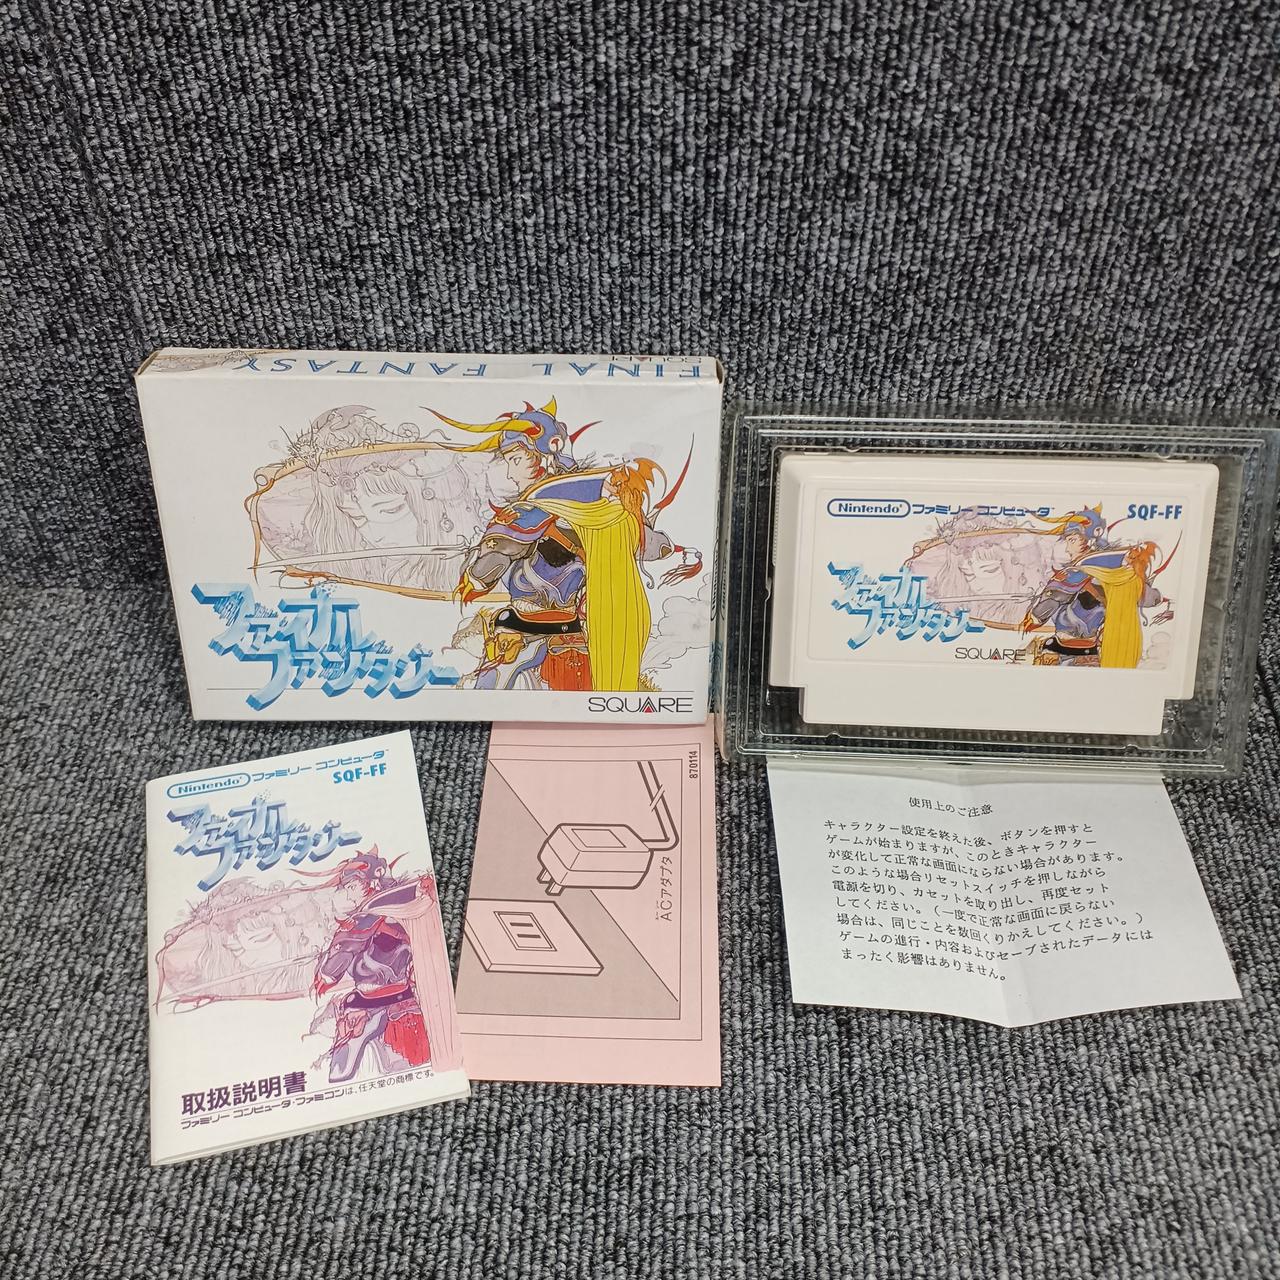 FINAL FANTASY
SQUARE
ファイナル
ファンタジー
SQUARE
Nintendo ファミリー コンピュータ™ SQF-FF
ファイナル
ファンタジー
SQUARE
Nintendo ファミリー コンピュータ™
SQF-FF
ファイナル
ファンタジー
取扱説明書
ファミリー コンピュータ・ファミコンは、任天堂の商標です。
870114
ACアダプタ
使用上のご注意
キャラクター設定を終えた後、ボタンを押すと
ゲームが始まりますが、このときキャラクター
が変化して正常な画面にならない場合があります。
このような場合リセットスイッチを押しながら
電源を切り、カセットを取り出し、再度セット
してください。(一度で正常な画面に戻らない
場合は、同じことを数回くりかえしてください。)
ゲームの進行・内容およびセーブされたデータには
まったく影響はありません。